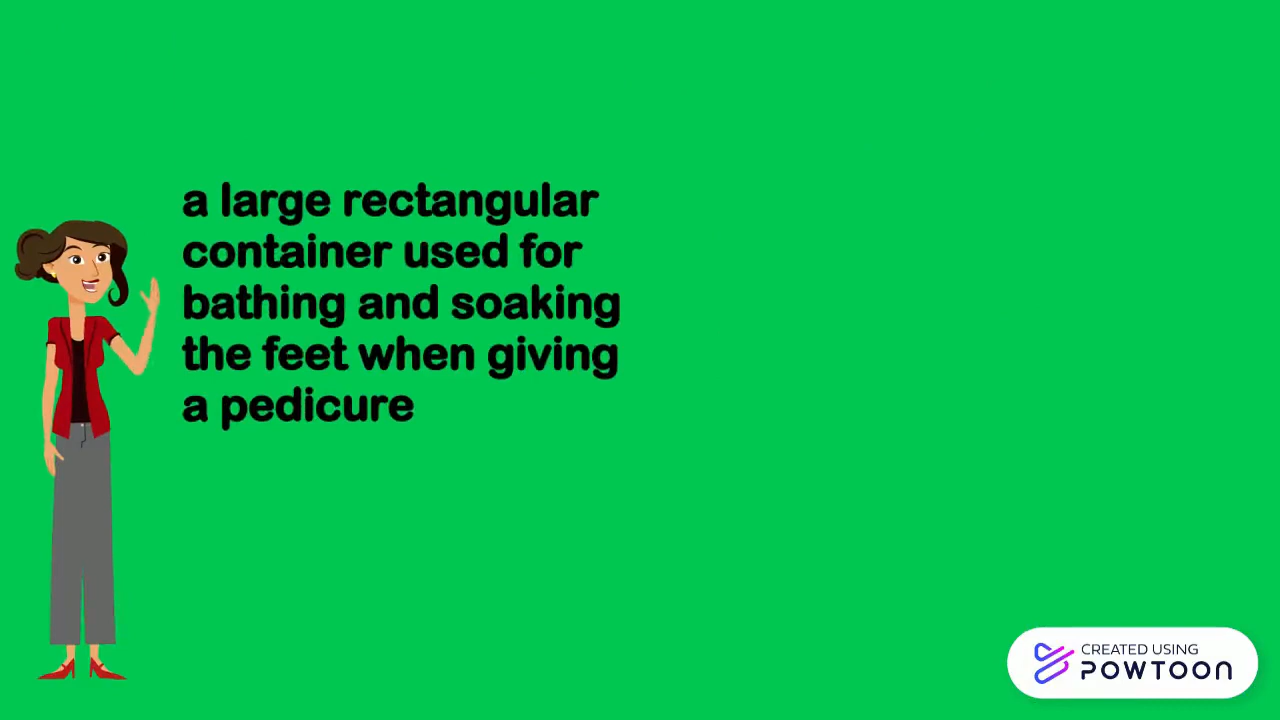 a large rectangular
container used for
bathing and soaking
the feet when giving
a pedicure
CREATED USING
POWTOON